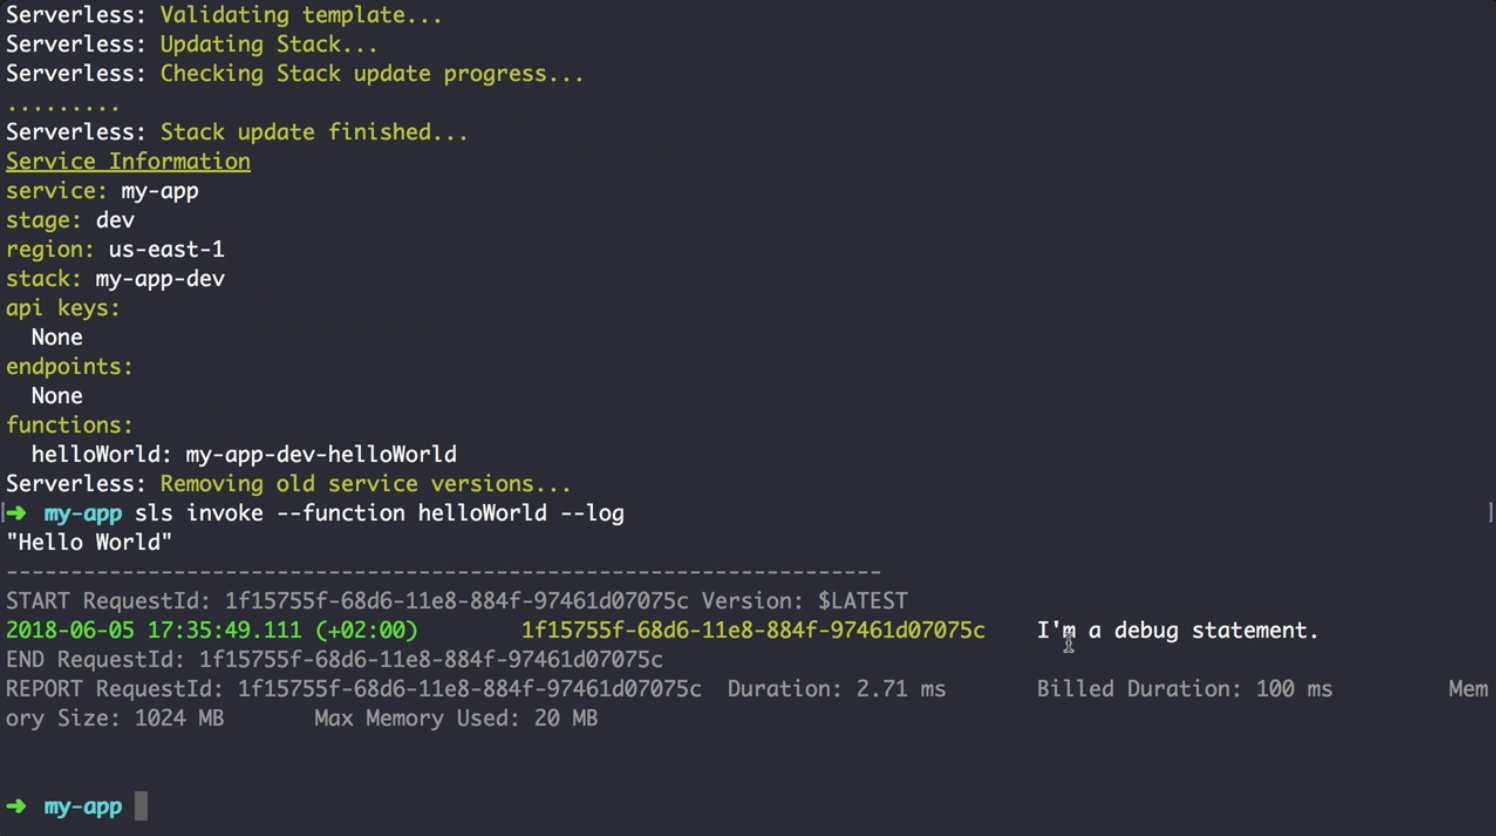 Serverless: Validating template...
Serverless: Updating Stack...
Serverless: Checking Stack update progress...
.........
Serverless: Stack update finished...
Service Information
service: my-app
stage: dev
region: us-east-1
stack: my-app-dev
api keys:
  None
endpoints:
  None
functions:
  helloWorld: my-app-dev-helloWorld
Serverless: Removing old service versions...
[➜  my-app sls invoke --function helloWorld --log ]
"Hello World"
--------------------------------------------------------------------
START RequestId: 1f15755f-68d6-11e8-884f-97461d07075c Version: $LATEST
2018-06-05 17:35:49.111 (+02:00)        1f15755f-68d6-11e8-884f-97461d07075c    I'm a debug statement.
END RequestId: 1f15755f-68d6-11e8-884f-97461d07075c
REPORT RequestId: 1f15755f-68d6-11e8-884f-97461d07075c  Duration: 2.71 ms       Billed Duration: 100 ms         Mem
ory Size: 1024 MB       Max Memory Used: 20 MB
➜  my-app